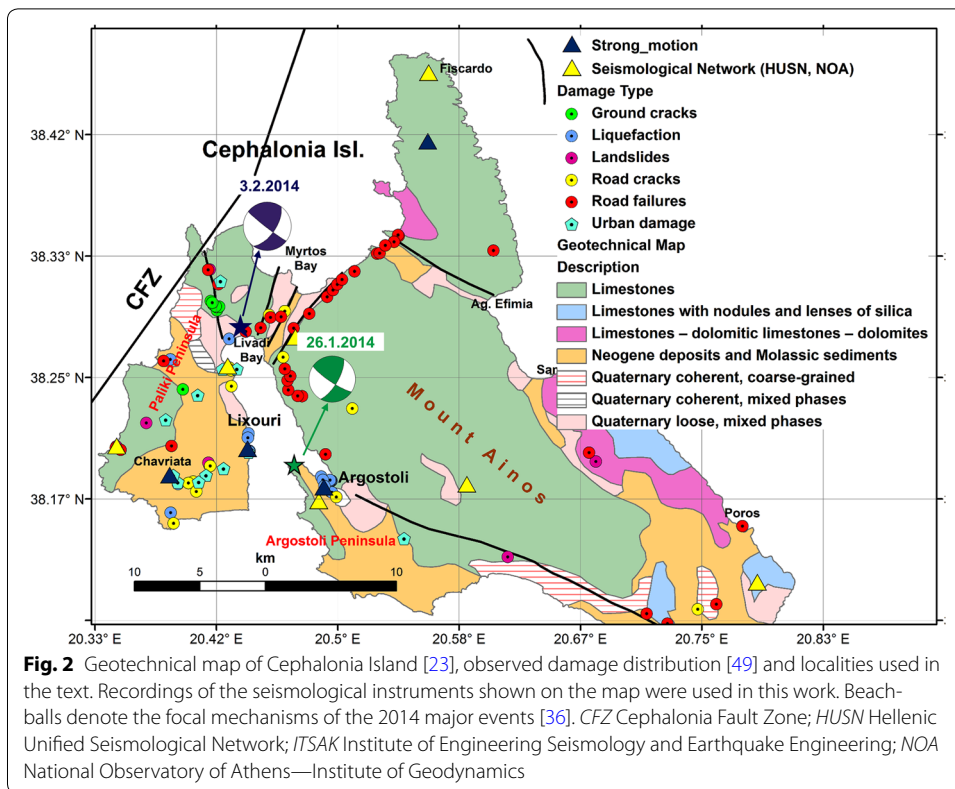 Strong_motion
Fiscardo
Seismological Network (HUSN, NOA)
Damage Type
Ground cracks
38.42° N
Liquefaction
Cephalonia Isl.
Landslides
3.2.2014
Road cracks
Road failures
Urban damage
38.33° N
Myrtos
Bay
Geotechnical Map
CFZ
Description
Ag. Efimia
Limestones
Limestones with nodules and lenses of silica
Limestones – dolomitic limestones – dolomites
Livadi
Bay
26.1.2014
Neogene deposits and Molassic sediments
Paliki Peninsula
38.25° N
Quaternary coherent, coarse-grained
Quaternary coherent, mixed phases
Quaternary loose, mixed phases
Mount Ainos
Lixouri
Chavriata
Argostoli
38.17° N
Poros
Argostoli Peninsula
km
10 5 0 10
20.33 20.42 20.5 20.58 20.67 20.75 20.83
Fig. 2 Geotechnical map of Cephalonia Island [23], observed damage distribution [49] and localities used in
the text. Recordings of the seismological instruments shown on the map were used in this work. Beach-
balls denote the focal mechanisms of the 2014 major events [36]. CFZ Cephalonia Fault Zone; HUSN Hellenic
Unified Seismological Network; ITSAK Institute of Engineering Seismology and Earthquake Engineering; NOA
National Observatory of Athens—Institute of Geodynamics